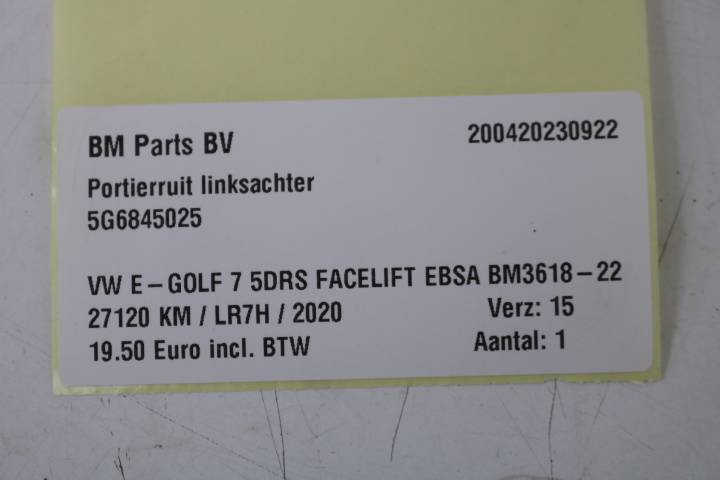 BM Parts BV 200420230922
Portierruit linksachter
5G6845025
VW E-GOLF 7 5DRS FACELIFT EBSA BM3618-22
27120 KM / LR7H / 2020 Verz: 15
19.50 Euro incl. BTW Aantal: 1